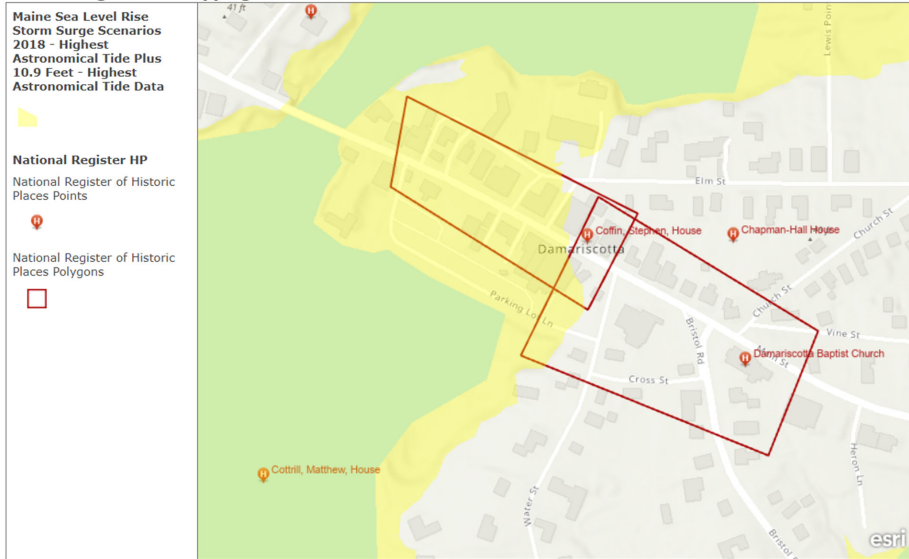 Maine Sea Level Rise
Storm Surge Scenarios
2018 - Highest
Astronomical Tide Plus
10.9 Feet - Highest
Astronomical Tide Data
National Register HP
National Register of Historic
Places Points
National Register of Historic
Places Polygons
41 ft
Lewis Point
Elm St
Church St
Coffin, Stephen, House
Chapman-Hall House
Damariscotta
Parking Lot Ln
Church St
Bristol Rd
Vine St
Damariscotta Baptist Church
Cross St
Heron Ln
Cottrill, Matthew, House
Water St
Bristol R
esri